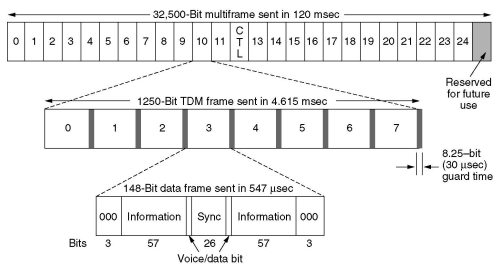 32,500-Bit multiframe sent in 120 msec
0 1 2 3 4 5 6 7 8 9 10 11 CTL 13 14 15 16 17 18 19 20 21 22 23 24
Reserved
for future
use
1250-Bit TDM frame sent in 4.615 msec
0 1 2 3 4 5 6 7
8.25–bit
(30 μsec)
guard time
148-Bit data frame sent in 547 μsec
000 Information Sync Information 000
Bits 3 57 26 57 3
Voice/data bit